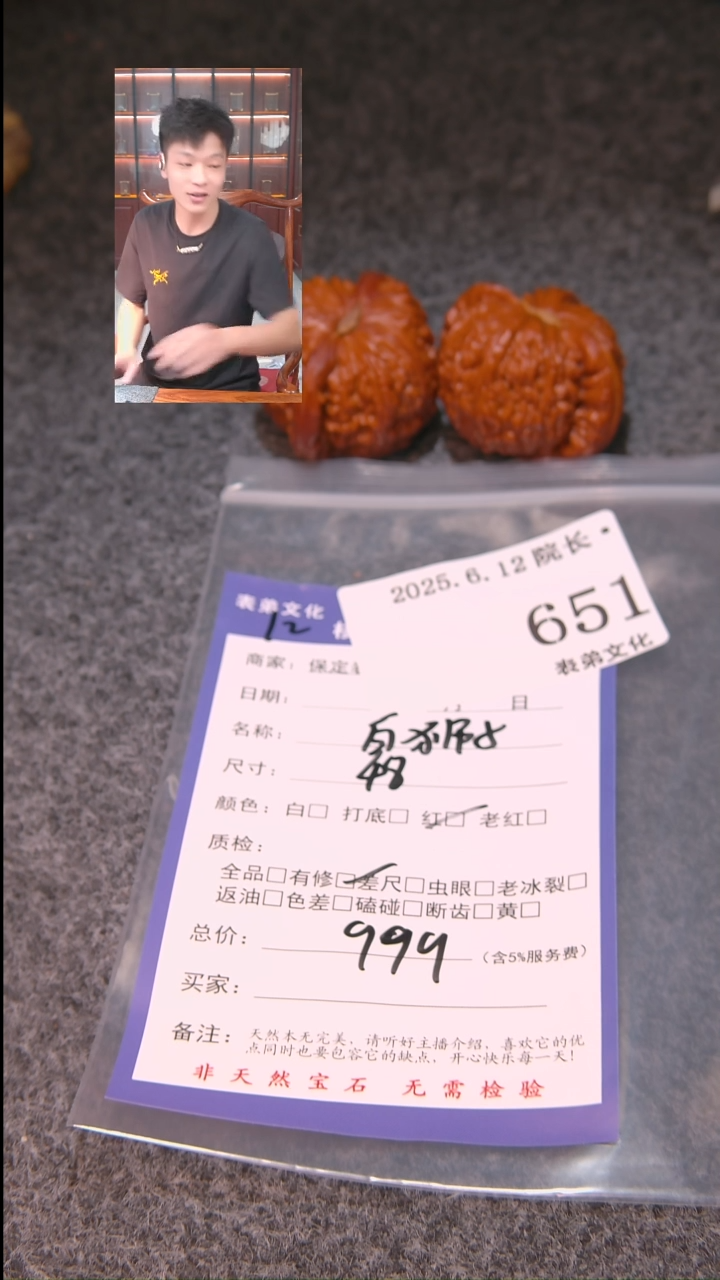 2025.6.12 院长
651
表弟文化
表弟文化
12
商家：保定
日期： 日
名称： 白狮子
尺寸： 48
颜色：白□ 打底□ 红□ 老红□
质检：
全品□有修□差尺□虫眼□老冰裂□
返油□色差□磕碰□断齿□黄□
总价： 999 （含5%服务费）
买家：
备注：天然本无完美，请听好主播介绍，喜欢它的优
点同时也要包容它的缺点，开心快乐每一天！
非天然宝石 无需检验